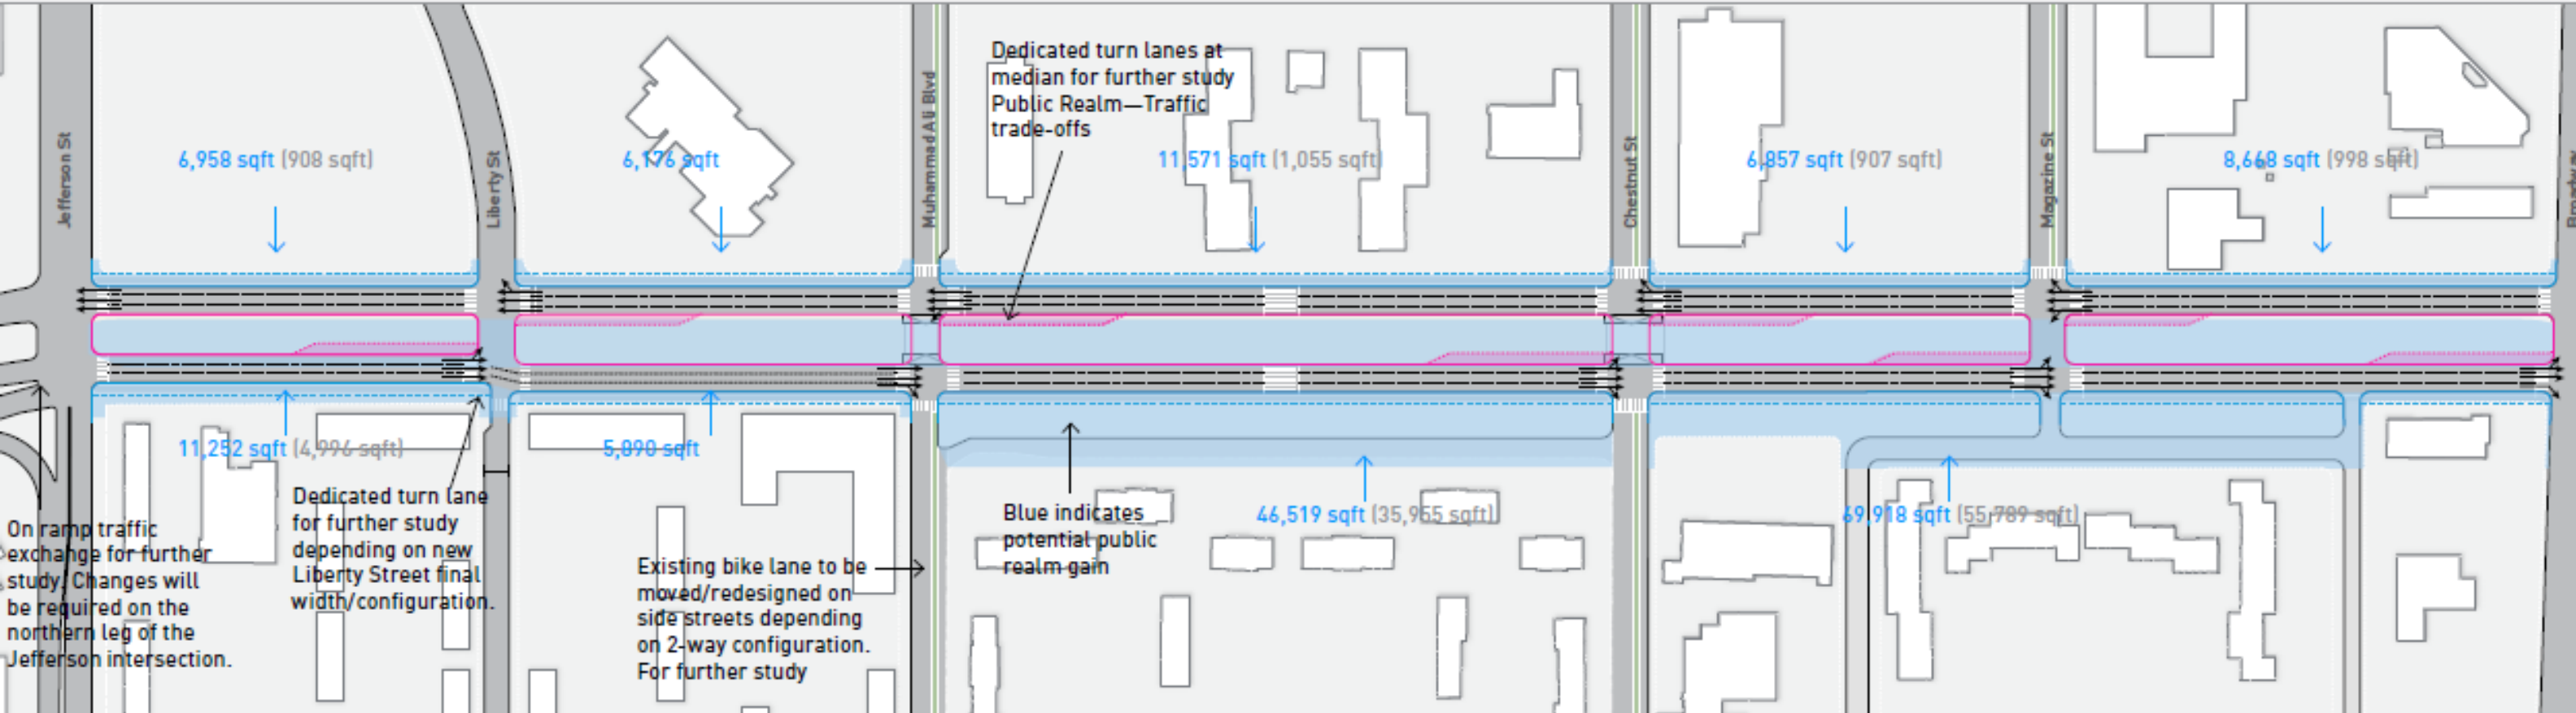 Dedicated turn lanes at
median for further study
Public Realm—Traffic
trade-offs
Jefferson St
Liberty St
Muhammad Ali Blvd
Chestnut St
Magazine St
Broadway
6,958 sqft (908 sqft)
6,176 sqft
11,571 sqft (1,055 sqft)
6,857 sqft (907 sqft)
8,668 sqft (998 sqft)
11,252 sqft (4,994 sqft)
5,890 sqft
46,519 sqft (35,955 sqft)
69,918 sqft (55,789 sqft)
On ramp traffic
exchange for further
study. Changes will
be required on the
northern leg of the
Jefferson intersection.
Dedicated turn lane
for further study
depending on new
Liberty Street final
width/configuration.
Existing bike lane to be
moved/redesigned on
side streets depending
on 2-way configuration.
For further study
Blue indicates
potential public
realm gain